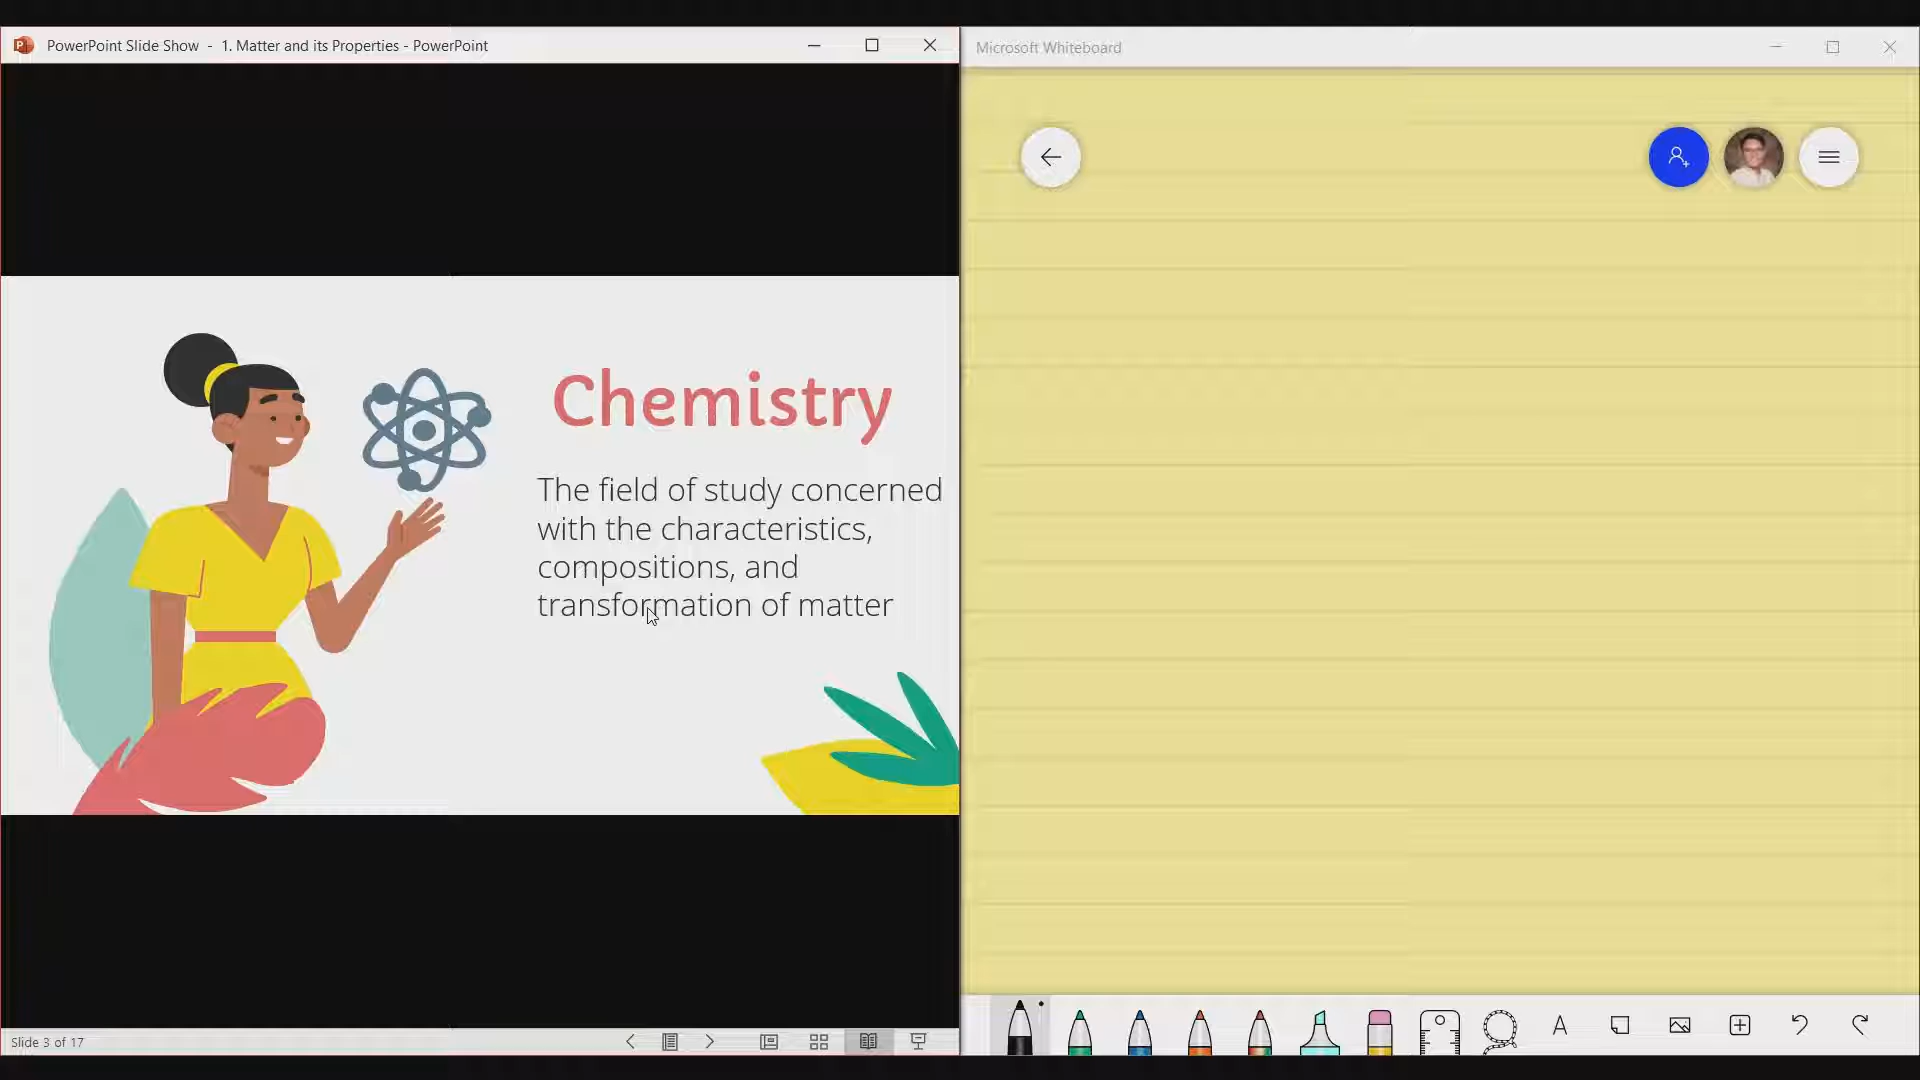 PowerPoint Slide Show - 1. Matter and its Properties - PowerPoint
Microsoft Whiteboard
Chemistry
The field of study concerned
with the characteristics,
compositions, and
transformation of matter
Slide 3 of 17